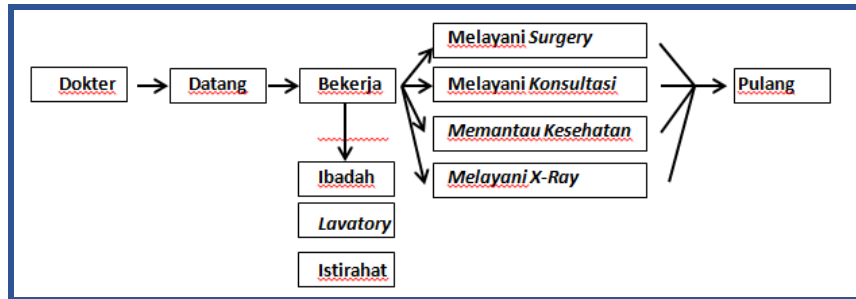 Melayani Surgery
Dokter
Datang
Bekerja
Melayani Konsultasi
Pulang
Memantau Kesehatan
Ibadah
Melayani X-Ray
Lavatory
Istirahat